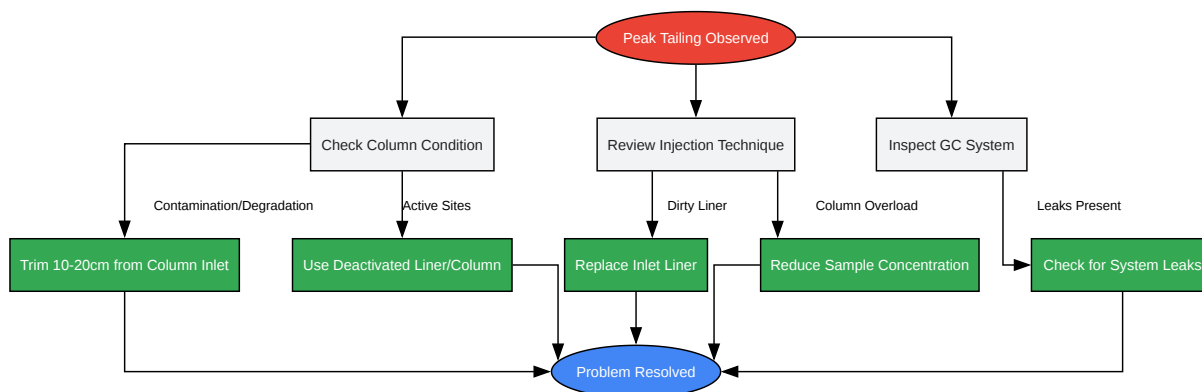 Peak Tailing Observed
Check Column Condition
Review Injection Technique
Inspect GC System
Contamination/Degradation
Active Sites
Dirty Liner
Column Overload
Leaks Present
Trim 10-20cm from Column Inlet
Use Deactivated Liner/Column
Replace Inlet Liner
Reduce Sample Concentration
Check for System Leaks
Problem Resolved